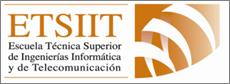 ETSIIT
Escuela Técnica Superior
de Ingenierías Informática
y de Telecomunicación